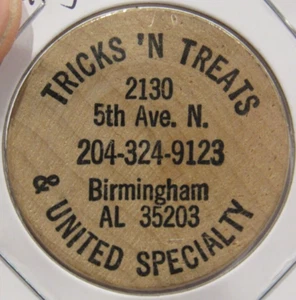 TRICKS 'N TREATS
2130
5th Ave. N.
204-324-9123
Birmingham
AL 35203
& UNITED SPECIALTY